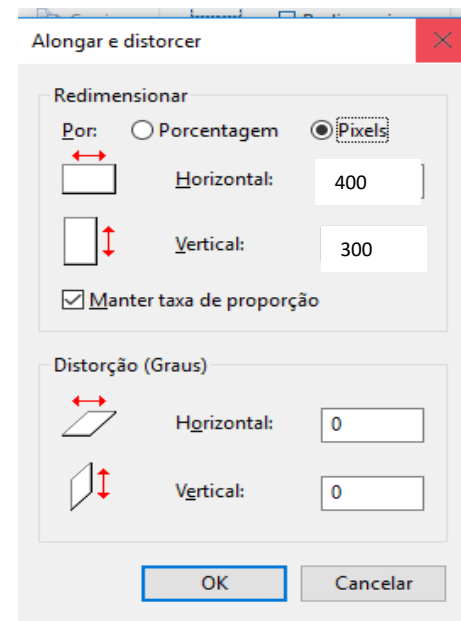 Alongar e distorcer
Redimensionar
Por: Porcentagem Pixels
Horizontal: 400
Vertical: 300
Manter taxa de proporção
Distorção (Graus)
Horizontal: 0
Vertical: 0
OK Cancelar